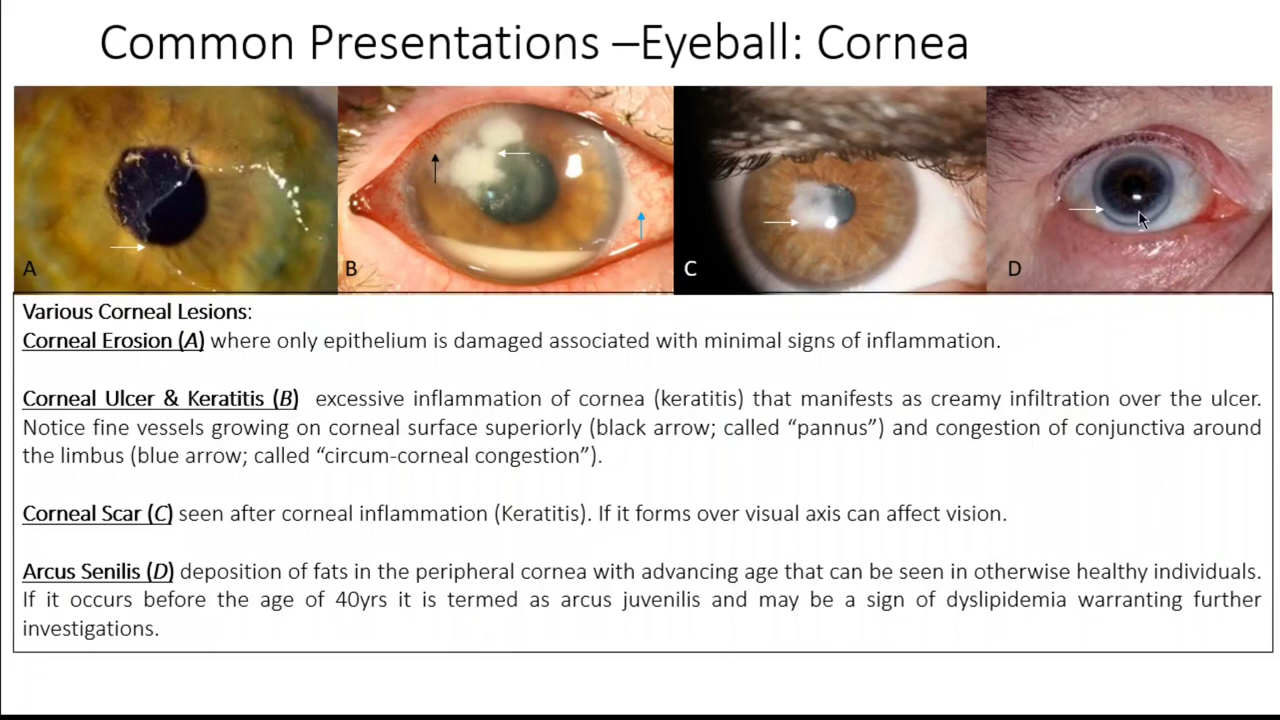 Common Presentations –Eyeball: Cornea
A
B
C
D
Various Corneal Lesions:
Corneal Erosion (A) where only epithelium is damaged associated with minimal signs of inflammation.
Corneal Ulcer & Keratitis (B) excessive inflammation of cornea (keratitis) that manifests as creamy infiltration over the ulcer.
Notice fine vessels growing on corneal surface superiorly (black arrow; called “pannus”) and congestion of conjunctiva around
the limbus (blue arrow; called “circum-corneal congestion”).
Corneal Scar (C) seen after corneal inflammation (Keratitis). If it forms over visual axis can affect vision.
Arcus Senilis (D) deposition of fats in the peripheral cornea with advancing age that can be seen in otherwise healthy individuals.
If it occurs before the age of 40yrs it is termed as arcus juvenilis and may be a sign of dyslipidemia warranting further
investigations.